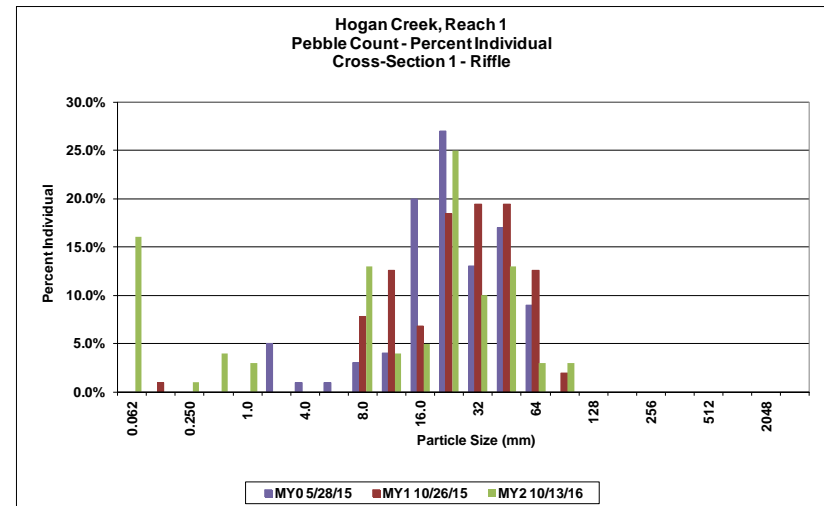 Hogan Creek, Reach 1
Pebble Count - Percent Individual
Cross-Section 1 - Riffle
30.0%
25.0%
20.0%
15.0%
10.0%
5.0%
0.0%
Percent Individual
0.062 0.250 1.0 4.0 8.0 16.0 32 64 128 256 512 2048
Particle Size (mm)
MY0 5/28/15 MY1 10/26/15 MY2 10/13/16